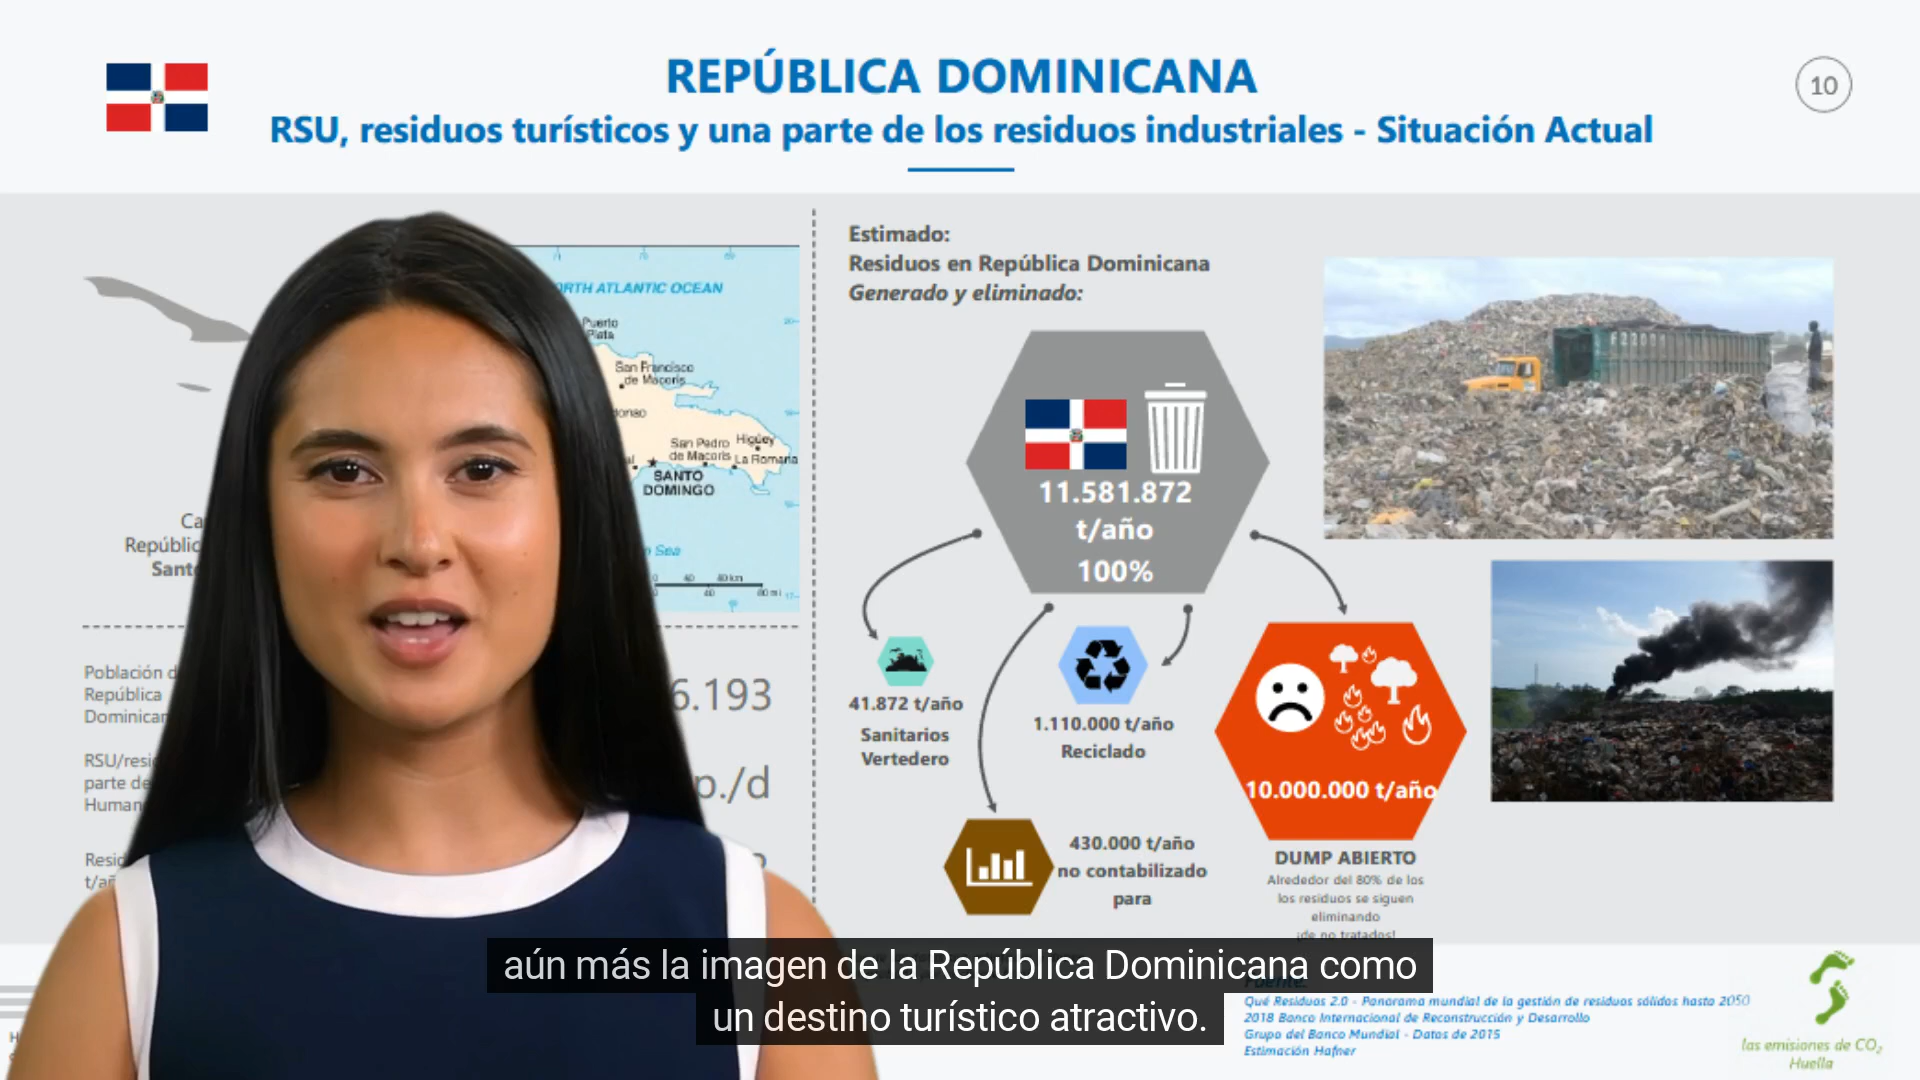 REPÚBLICA DOMINICANA
10
RSU, residuos turísticos y una parte de los residuos industriales - Situación Actual
Estimado:
Residuos en República Dominicana
Generado y eliminado:
ATLANTIC OCEAN
Puerto
Plata
San Francisco
de Macorís
San Pedro
de Macorís
Higüey
La Romana
SANTO
DOMINGO
Sea
11.581.872
t/año
100%
41.872 t/año
Sanitarios
Vertedero
1.110.000 t/año
Reciclado
10.000.000 t/año
430.000 t/año
no contabilizado
para
DUMP ABIERTO
Alrededor del 80% de los
los residuos se siguen
eliminando
¡de no tratados!
Población
República
6.193
p./d
aún más la imagen de la República Dominicana como
un destino turístico atractivo.
Qué Residuos 2.0 - Panorama mundial de la gestión de residuos sólidos hasta 2050
2018 Banco Internacional de Reconstrucción y Desarrollo
Grupo del Banco Mundial - Datos de 2015
Estimación Hafner
las emisiones de CO₂
Huella